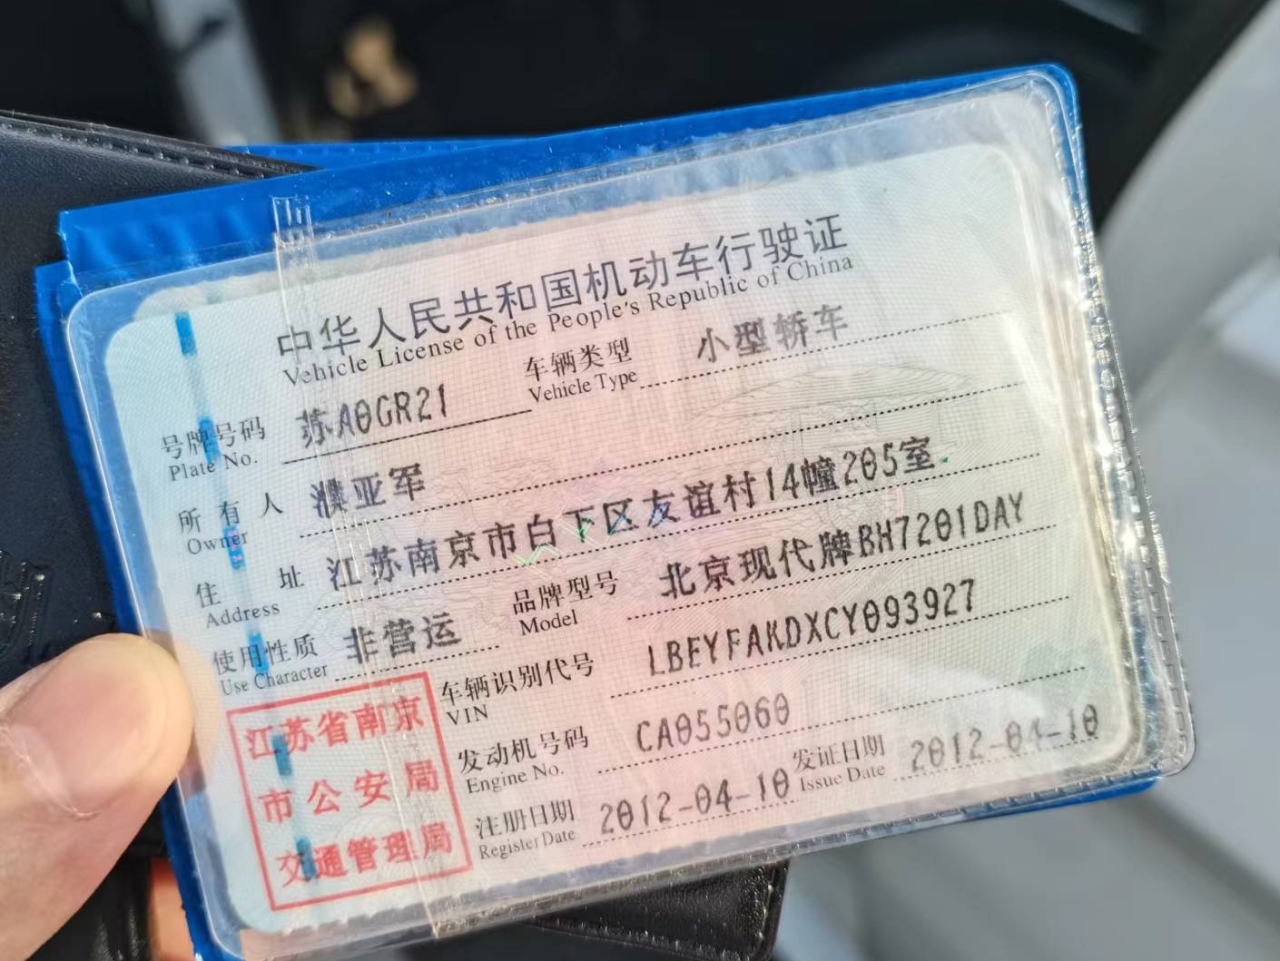 中华人民共和国机动车行驶证
Vehicle License of the People's Republic of China
号牌号码 苏A0GR21 车辆类型 小型轿车
Plate No. Vehicle Type
所有人 濮亚军
Owner
住址 江苏南京市白下区友谊村14幢205室
Address
使用性质 非营运 品牌型号 北京现代牌BH7201DAY
Use Character Model
车辆识别代号 LBEYFAKDXCY093927
VIN
发动机号码 CA055060
Engine No.
注册日期 2012-04-10 发证日期 2012-04-10
Register Date Issue Date
江苏省南京
市公安局
交通管理局